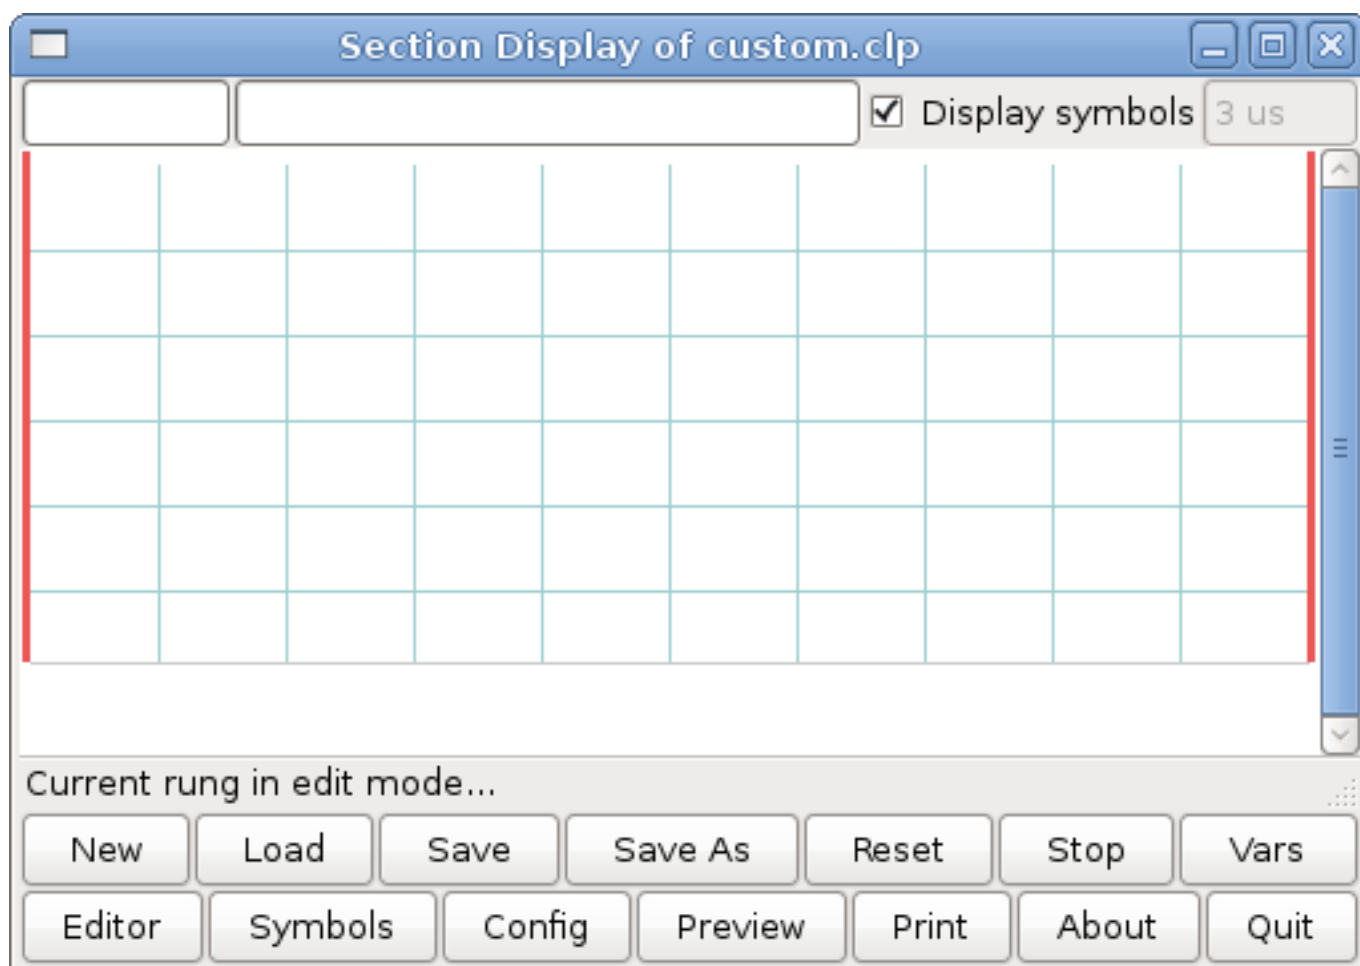 Section Display of custom.clp
Display symbols 3 us
Current rung in edit mode...
New Load Save Save As Reset Stop Vars
Editor Symbols Config Preview Print About Quit